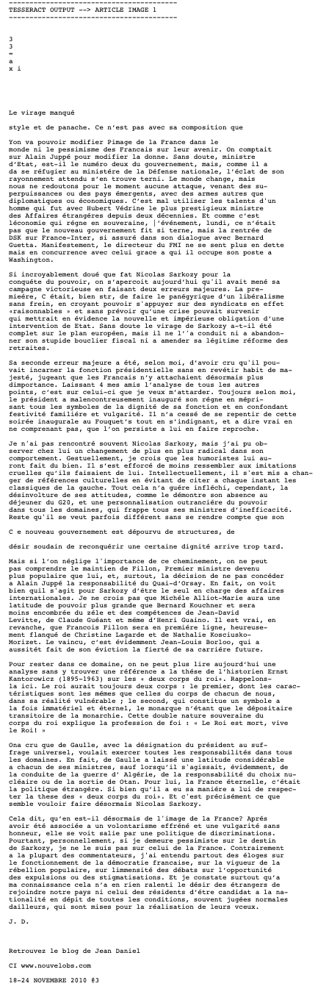 ----------------------------------------
TESSERACT OUTPUT --> ARTICLE IMAGE 1
----------------------------------------
3
3
=
a
x i
Le virage manqué
style et de panache. Ce n’est pas avec sa composition que
Yon va pouvoir modifier Pimage de la France dans le
monde ni le pessimisme des Francais sur leur avenir. On comptait
sur Alain Juppé pour modifier la donne. Sans doute, ministre
d’Etat, est-il le numéro deux du gouvernement, mais, comme il a
da se réfugier au ministére de la Défense nationale, l’éclat de son
rayonnement attendu s’en trouve terni. Le monde change, mais
nous ne redoutons pour le moment aucune attaque, venant des su-
perpuissances ou des pays émergents, avec des armes autres que
diplomatiques ou économiques. C’est mal utiliser les talents d’un
homme qui fut avec Hubert Védrine le plus prestigieux ministre
des Affaires étrangéres depuis deux décennies. Et comme c’est
léconomie qui régne en souveraine, |’événement, lundi, ce n’était
pas que le nouveau gouvernement fit si terne, mais la rentrée de
DSK sur France-Inter, si assuré dans son dialogue avec Bernard
Guetta. Manifestement, le directeur du FMI ne se sent plus en dette
mais en concurrence avec celui grace a qui il occupe son poste a
Washington.
Si incroyablement doué que fat Nicolas Sarkozy pour la
conquéte du pouvoir, on s’apercoit aujourd’hui qu'il avait mené sa
campagne victorieuse en faisant deux erreurs majeures. La pre-
mieére, C était, bien str, de faire le panégyrique d’un libéralisme
sans frein, en croyant pouvoir s'appuyer sur des syndicats en effet
«raisonnables » et sans prévoir qu’une crise pouvait survenir
qui mettrait en évidence la nouvelle et impérieuse obligation d’une
intervention de Etat. Sans doute le virage de Sarkozy a-t-il été
complet sur le plan européen, mais il ne l'’a conduit ni a abandon-
ner son stupide bouclier fiscal ni a amender sa légitime réforme des
retraites.
Sa seconde erreur majeure a été, selon moi, d’avoir cru qu'il pou-
vait incarner la fonction présidentielle sans en revétir habit de ma-
jesté, jugeant que les Francais n’y attachaient désormais plus
dimportance. Laissant 4 mes amis l’analyse de tous les autres
points, c’est sur celui-ci que je veux m’attarder. Toujours selon moi,
le président a malencontreusement inauguré son régne en mépri-
sant tous les symboles de la dignité de sa fonction et en confondant
festivité familiére et vulgarité. Il n’a cessé de se repentir de cette
soirée inaugurale au Fouquet’s tout en s’indignant, et a dire vrai en
ne comprenant pas, que l’on persiste a lui en faire reproche.
Je n'ai pas rencontré souvent Nicolas Sarkozy, mais j’ai pu ob-
server chez lui un changement de plus en plus radical dans son
comportement. Gestuellement, je crois que les humoristes lui au-
ront fait du bien. Il s’est efforcé de moins ressembler aux imitations
cruelles qu’ils faisaient de lui. Intellectuellement, il s'est mis a chan-
ger de références culturelles en évitant de citer a chaque instant les
classiques de la gauche. Tout cela n’a guére infléchi, cependant, la
désinvolture de ses attitudes, comme le démontre son absence au
déjeuner du G20, et une personnalisation outranciére du pouvoir
dans tous les domaines, qui frappe tous ses ministres d’inefficacité.
Reste qu'il se veut parfois différent sans se rendre compte que son
C e nouveau gouvernement est dépourvu de structures, de
désir soudain de reconquérir une certaine dignité arrive trop tard.
Mais si l’on néglige l'importance de ce cheminement, on ne peut
pas comprendre le maintien de Fillon, Premier ministre devenu
plus populaire que lui, et, surtout, la décision de ne pas concéder
a Alain Juppé la responsabilité du Quai-d’Orsay. En fait, on voit
bien quil s'agit pour Sarkozy d’étre le seul en charge des affaires
internationales. Je ne crois pas que Michéle Alliot-Marie aura une
latitude de pouvoir plus grande que Bernard Kouchner et sera
moins encombrée du zéle et des compétences de Jean-David
Levitte, de Claude Guéant et méme d’Henri Guaino. Il est vrai, en
revanche, que Francois Fillon sera en premiére ligne, heureuse-
ment flanqué de Christine Lagarde et de Nathalie Kosciusko-
Morizet. Le vaincu, c’est évidemment Jean-Louis Borloo, qui a
aussitét fait de son éviction la fierté de sa carriére future.
Pour rester dans ce domaine, on ne peut plus lire aujourd’hui une
analyse sans y trouver une référence a la thése de l’historien Ernst
Kantorowicz (1895-1963) sur les « deux corps du roi». Rappelons-
la ici. Le roi aurait toujours deux corps : le premier, dont les carac-
téristiques sont les mémes que celles du corps de chacun de nous,
dans sa réalité vulnérable ; le second, qui constitue un symbole a
la fois immatériel et éternel, le monarque n’étant que le dépositaire
transitoire de la monarchie. Cette double nature souveraine du
corps du roi explique la profession de foi : « Le Roi est mort, vive
le Roi! »
Ona cru que de Gaulle, avec la désignation du président au suf-
frage universel, voulait exercer toutes les responsabilités dans tous
les domaines. En fait, de Gaulle a laissé une latitude considérable
a chacun de ses ministres, sauf lorsqu’il s'agissait, évidemment, de
la conduite de la guerre d’ Algérie, de la responsabilité du choix nu-
cléaire ou de la sortie de Otan. Pour lui, la France éternelle, c’était
la politique étrangére. Si bien qu’il a eu sa maniére a lui de respec-
ter la these des « deux corps du roi». Et c'est précisément ce que
semble vouloir faire désormais Nicolas Sarkozy.
Cela dit, qu’en est-il désormais de l'image de la France? Aprés
avoir été associée a un volontarisme effréné et une vulgarité sans
honneur, elle se voit salie par une politique de discriminations.
Pourtant, personnellement, si je demeure pessimiste sur le destin
de Sarkozy, je ne le suis pas sur celui de la France. Contrairement
a la plupart des commentateurs, j'ai entendu partout des éloges sur
le fonctionnement de la démocratie francaise, sur la vigueur de la
rébellion populaire, sur limmensité des débats sur l’opportunité
des expulsions ou des stigmatisations. Et je constate surtout qu’a
ma connaissance cela n’a en rien ralenti le désir des étrangers de
rejoindre notre pays ni celui des résidents d’étre candidat a la na-
tionalité en dépit de toutes les conditions, souvent jugées normales
dailleurs, qui sont mises pour la réalisation de leurs vceux.
J. D.
Retrouvez le blog de Jean Daniel
CI www.nouvelobs.com
18-24 NOVEMBRE 2010 @3